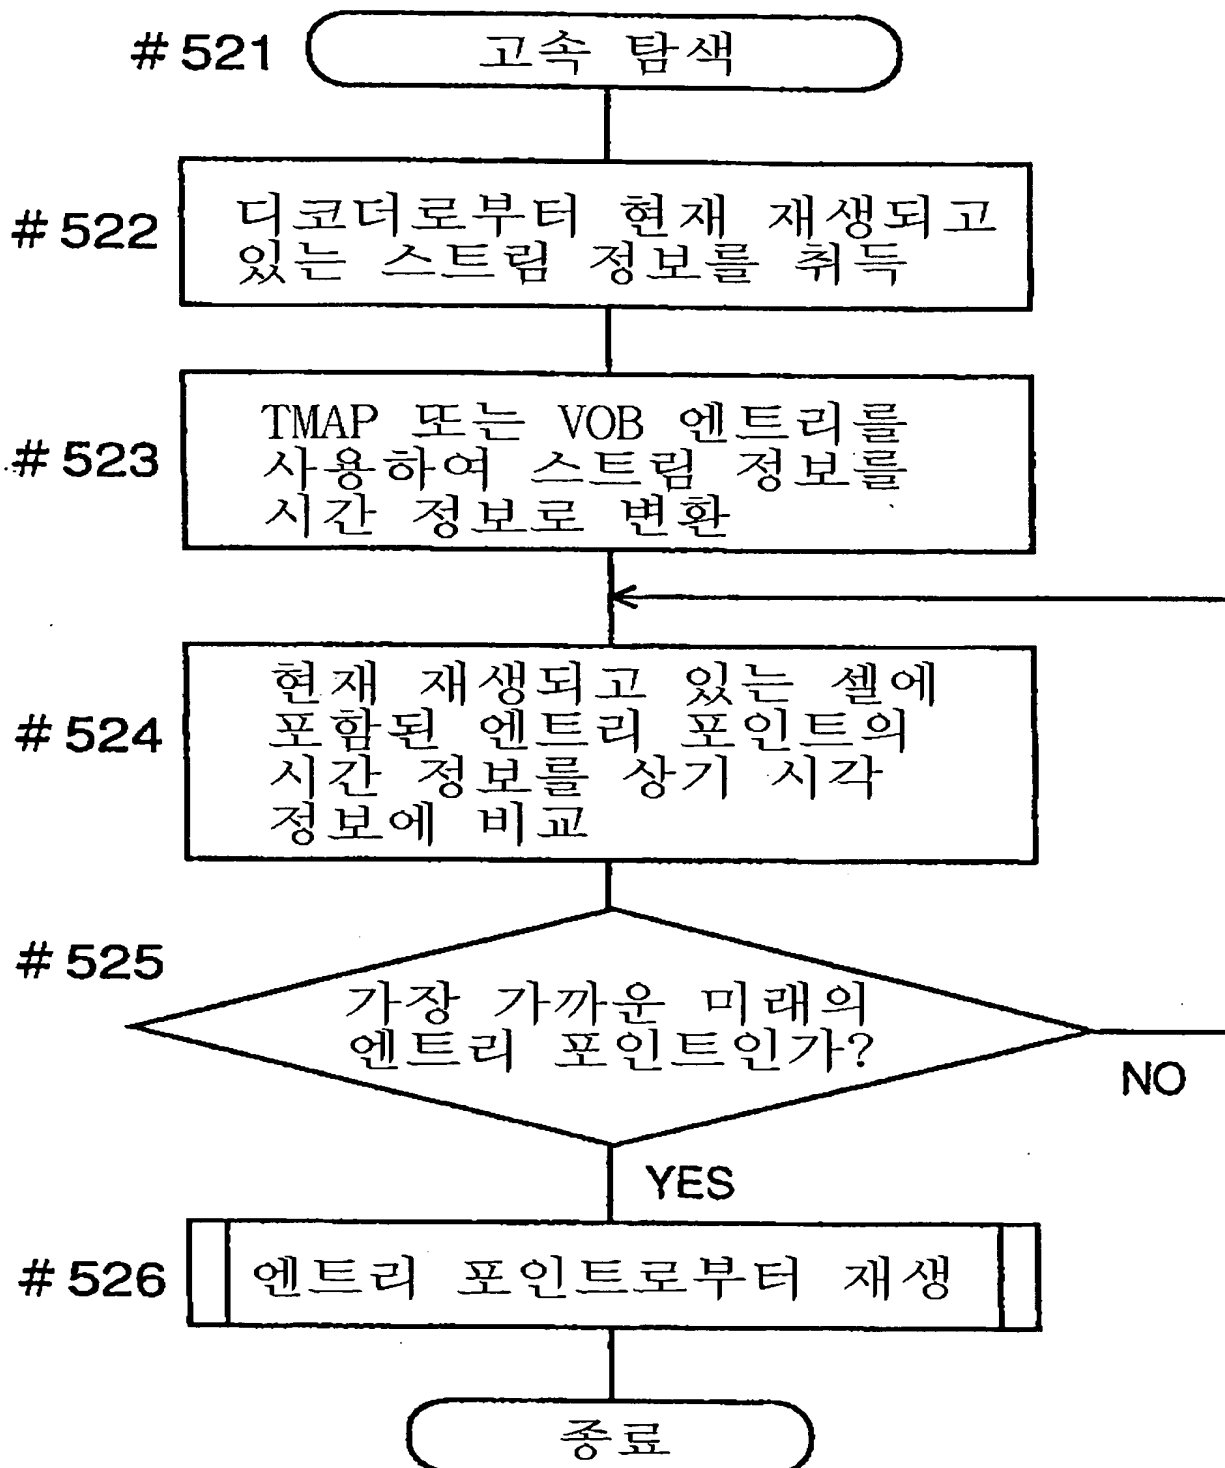 #521 고속 탐색
#522 디코더로부터 현재 재생되고
있는 스트림 정보를 취득
#523 TMAP 또는 VOB 엔트리를
사용하여 스트림 정보를
시간 정보로 변환
#524 현재 재생되고 있는 셀에
포함된 엔트리 포인트의
시간 정보를 상기 시각
정보에 비교
#525
가장 가까운 미래의
엔트리 포인트인가?
NO
YES
#526 엔트리 포인트로부터 재생
종료